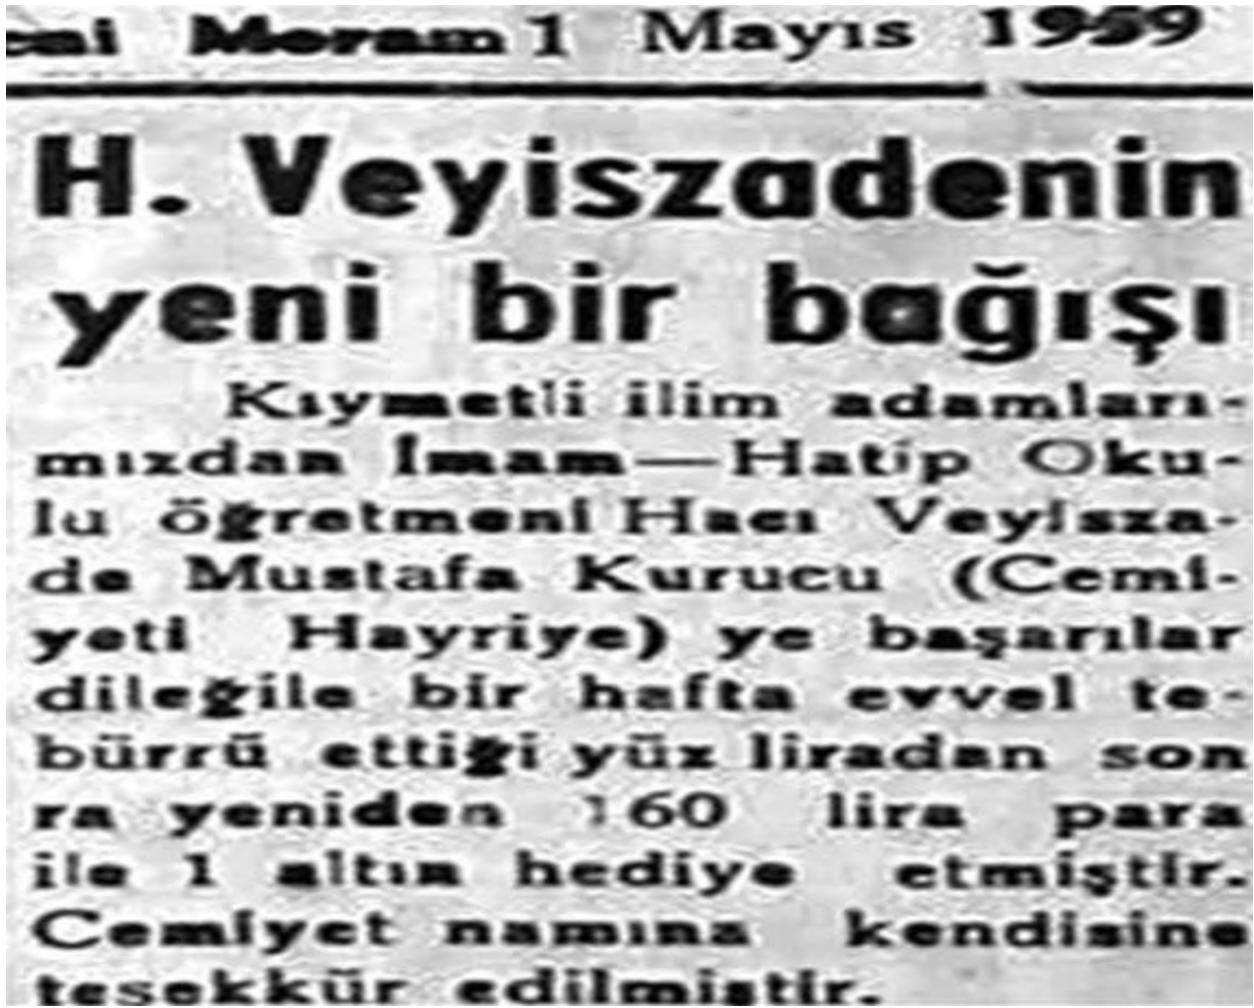 Meram 1 Mayıs 1959
H. Veyiszadenin
yeni bir bağışı
Kıymetli ilim adamları-
mızdan İmam—Hatip Oku-
lu öğretmeni Hacı Veyisza-
de Mustafa Kurucu (Cemi-
yeti Hayriye) ye başarılar
dileğile bir hafta evvel te-
bürrü ettiği yüz liradan son
ra yeniden 160 lira para
ile 1 altın hediye etmiştir.
Cemiyet namına kendisine
teşekkür edilmiştir.